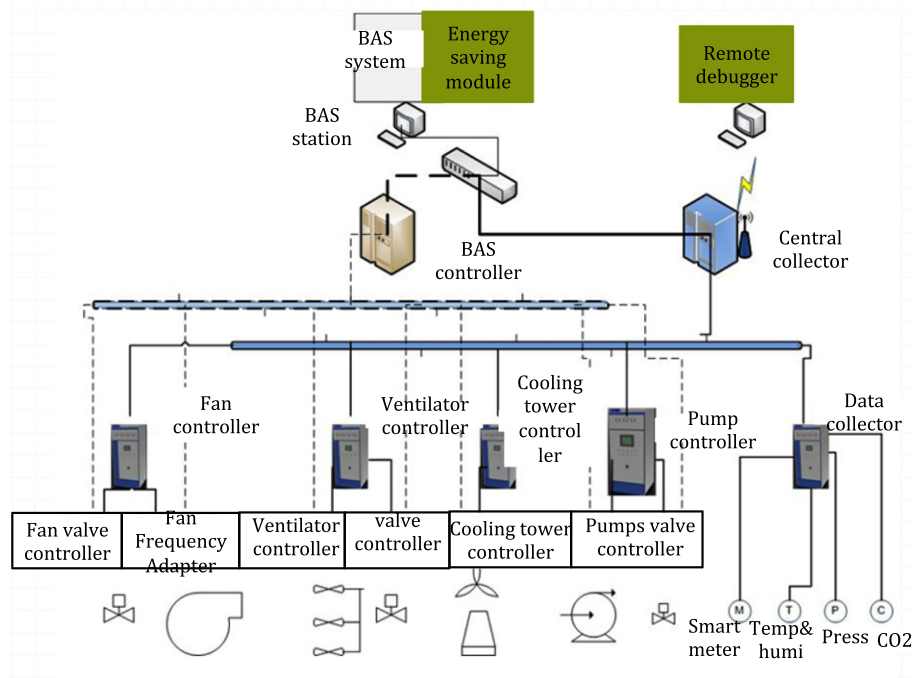 BAS
system
Energy
saving
module
Remote
debugger
BAS
station
BAS
controller
Central
collector
Fan
controller
Ventilator
controller
Cooling
tower
control
ler
Pump
controller
Data
collector
Fan valve
controller
Fan
Frequency
Adapter
Ventilator
controller
valve
controller
Cooling tower
controller
Pumps valve
controller
M
T
P
C
Smart
meter
Temp&
humi
Press
CO2